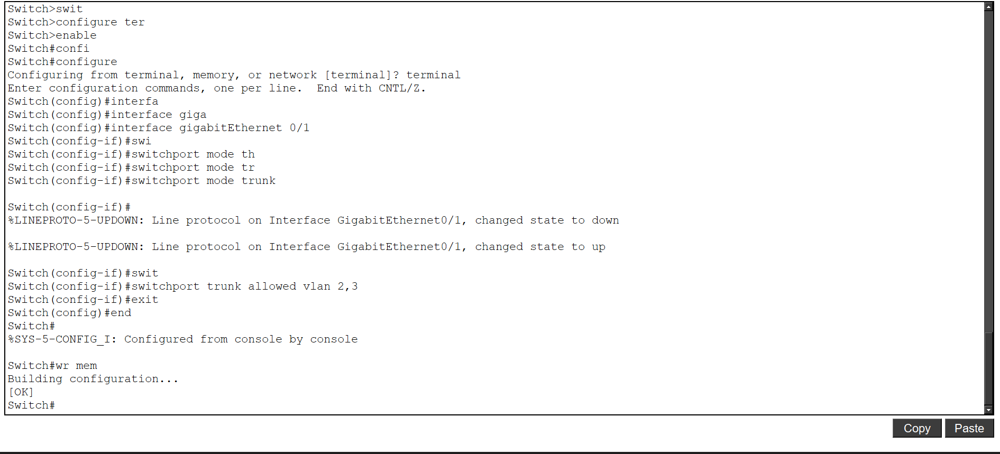 Switch>swit
Switch>configure ter
Switch>enable
Switch#confi
Switch#configure
Configuring from terminal, memory, or network [terminal]? terminal
Enter configuration commands, one per line.  End with CNTL/Z.
Switch(config)#interfa
Switch(config)#interface giga
Switch(config)#interface gigabitEthernet 0/1
Switch(config-if)#swi
Switch(config-if)#switchport mode th
Switch(config-if)#switchport mode tr
Switch(config-if)#switchport mode trunk
Switch(config-if)#
%LINEPROTO-5-UPDOWN: Line protocol on Interface GigabitEthernet0/1, changed state to down
%LINEPROTO-5-UPDOWN: Line protocol on Interface GigabitEthernet0/1, changed state to up
Switch(config-if)#swit
Switch(config-if)#switchport trunk allowed vlan 2,3
Switch(config-if)#exit
Switch(config)#end
Switch#
%SYS-5-CONFIG_I: Configured from console by console
Switch#wr mem
Building configuration...
[OK]
Switch#
Copy Paste